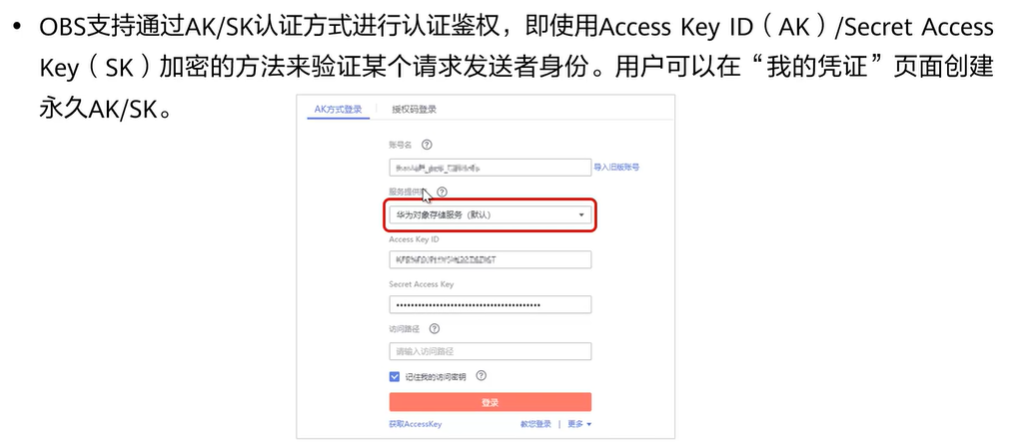 • OBS支持通过AK/SK认证方式进行认证鉴权，即使用Access Key ID（AK）/Secret Access
Key（SK）加密的方法来验证某个请求发送者身份。用户可以在“我的凭证”页面创建
永久AK/SK。
AK方式登录 授权码登录
账号名
导入旧版账号
服务提供
华为对象存储服务（默认）
Access Key ID
Secret Access Key
访问路径
请输入访问路径
记住我的访问密钥
登录
获取AccessKey 教您登录 | 更多